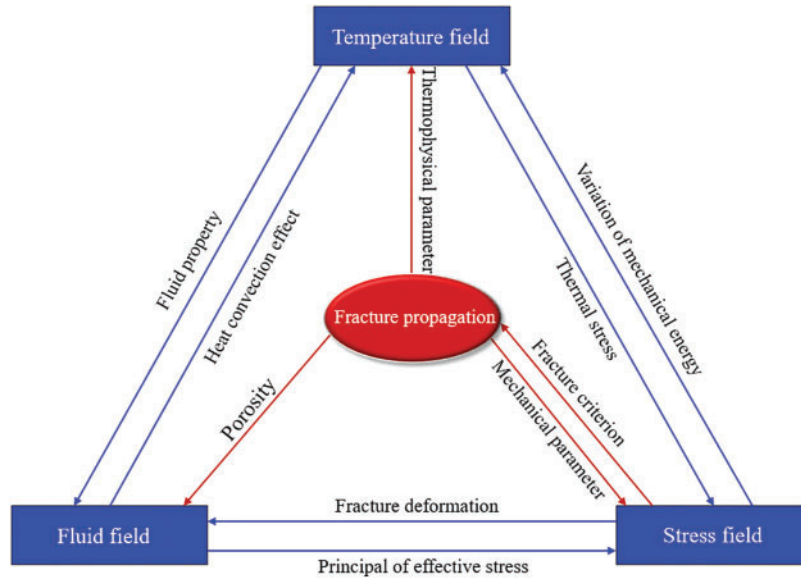 Temperature field
Thermophysical parameter
Fluid property
Heat convection effect
Variation of mechanical energy
Thermal stress
Fracture propagation
Fracture criterion
Mechanical parameter
Porosity
Fracture deformation
Fluid field
Stress field
Principal of effective stress